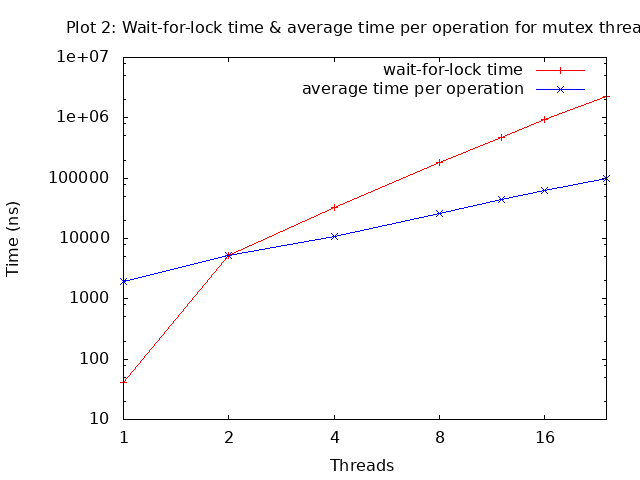 Plot 2: Wait-for-lock time & average time per operation for mutex threa
1e+07
wait-for-lock time
average time per operation
1e+06
100000
10000
1000
100
10
Time (ns)
1 2 4 8 16
Threads